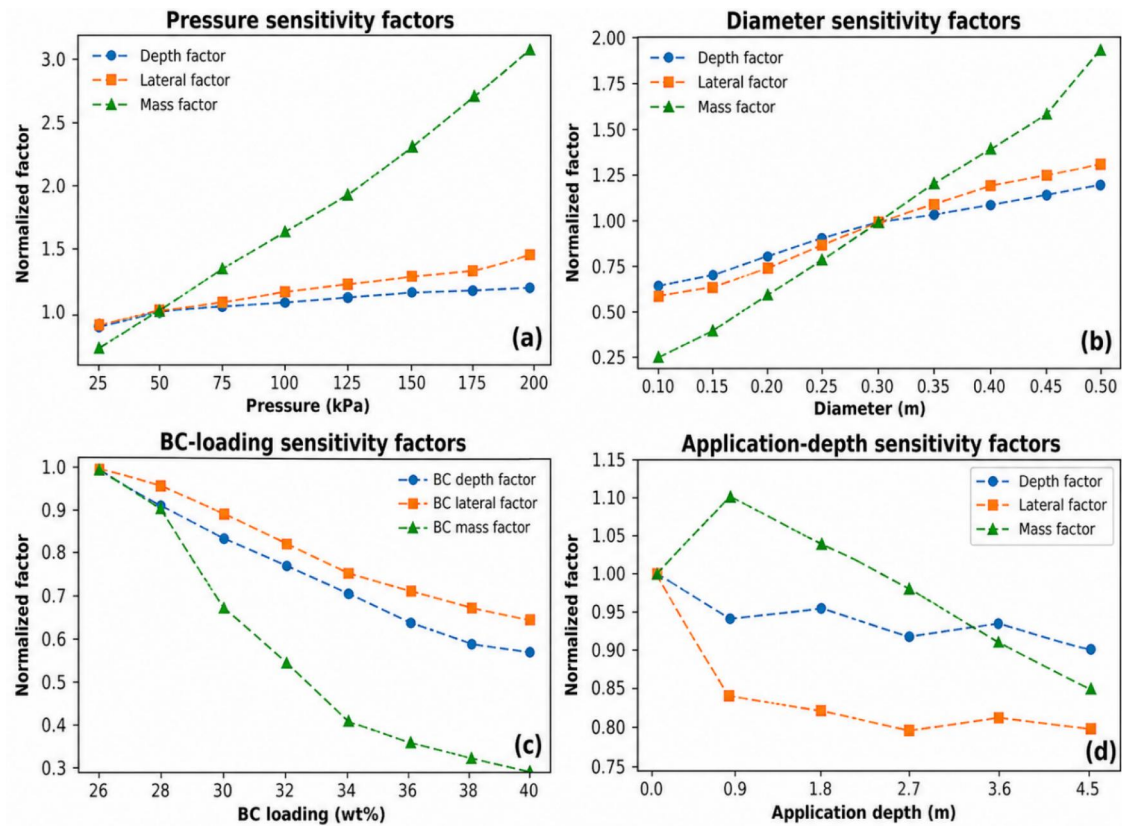 Pressure sensitivity factors
Normalized factor
3.0
2.5
2.0
1.5
1.0
Depth factor
Lateral factor
Mass factor
(a)
25 50 75 100 125 150 175 200
Pressure (kPa)
Diameter sensitivity factors
Normalized factor
2.00
1.75
1.50
1.25
1.00
0.75
0.50
0.25
Depth factor
Lateral factor
Mass factor
(b)
0.10 0.15 0.20 0.25 0.30 0.35 0.40 0.45 0.50
Diameter (m)
BC-loading sensitivity factors
Normalized factor
1.0
0.9
0.8
0.7
0.6
0.5
0.4
0.3
BC depth factor
BC lateral factor
BC mass factor
(c)
26 28 30 32 34 36 38 40
BC loading (wt%)
Application-depth sensitivity factors
Normalized factor
1.15
1.10
1.05
1.00
0.95
0.90
0.85
0.80
0.75
Depth factor
Lateral factor
Mass factor
(d)
0.0 0.9 1.8 2.7 3.6 4.5
Application depth (m)